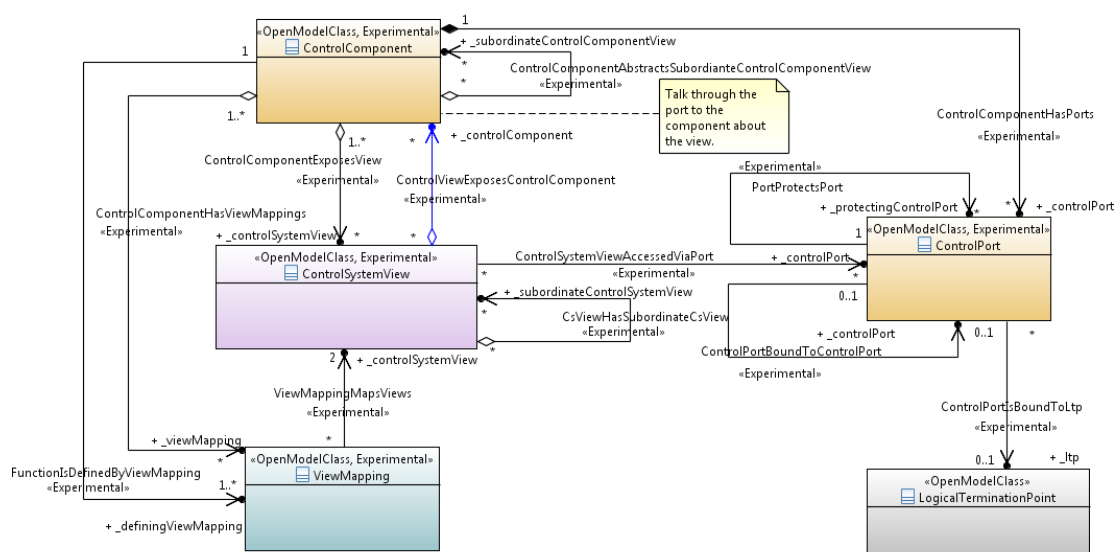 «OpenModelClass, Experimental»
ControlComponent
1
1
+ _subordinateControlComponentView
*
*
ControlComponentAbstractsSubordianteControlComponentView
«Experimental»
Talk through the
port to the
component about
the view.
1..*
1..*
*
+ _controlComponent
ControlComponentHasPorts
«Experimental»
ControlComponentExposesView
«Experimental»
ControlViewExposesControlComponent
«Experimental»
«Experimental»
PortProtectsPort
ControlComponentHasViewMappings
«Experimental»
+ _protectingControlPort
*
*
+ _controlPort
+ _controlSystemView
*
*
1
«OpenModelClass, Experimental»
ControlSystemView
«OpenModelClass, Experimental»
ControlPort
*
ControlSystemViewAccessedViaPort
«Experimental»
+ _controlPort
*
+ _subordinateControlSystemView
*
0..1
CsViewHasSubordinateCsView
«Experimental»
+ _controlPort
0..1
0..1
*
*
2
+ _controlSystemView
ControlPortBoundToControlPort
«Experimental»
ViewMappingMapsViews
«Experimental»
ControlPortIsBoundToLtp
«Experimental»
*
+ _viewMapping
*
«OpenModelClass, Experimental»
ViewMapping
FunctionIsDefinedByViewMapping
«Experimental»
1..*
+ _definingViewMapping
0..1
+ _ltp
«OpenModelClass»
LogicalTerminationPoint